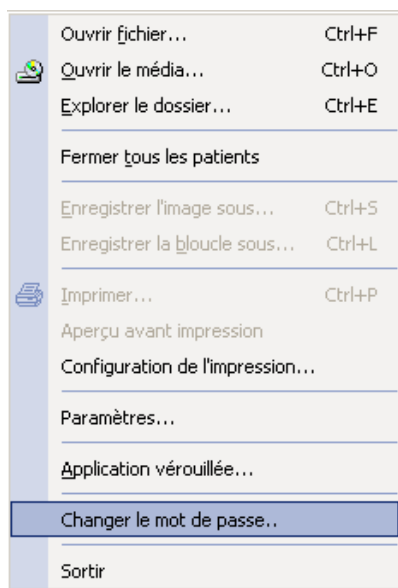 Ouvrir fichier... Ctrl+F
Ouvrir le média... Ctrl+O
Explorer le dossier... Ctrl+E
Fermer tous les patients
Enregistrer l'image sous... Ctrl+S
Enregistrer la bloucle sous... Ctrl+L
Imprimer... Ctrl+P
Aperçu avant impression
Configuration de l'impression...
Paramètres...
Application vérouillée...
Changer le mot de passe..
Sortir